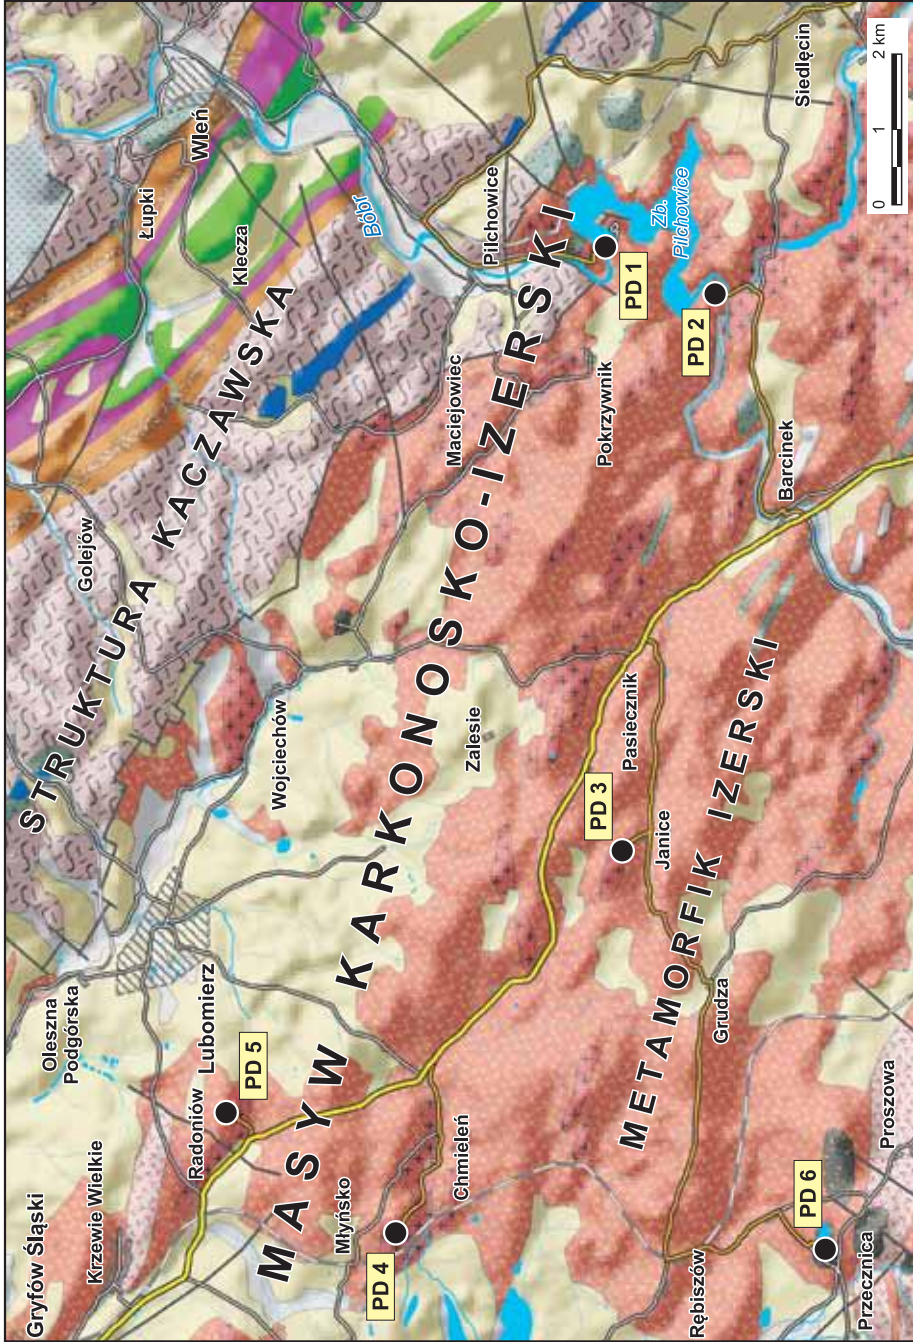 Gryfów Śląski
Oleszna
Podgórska
Krzewie Wielkie
Golejów
STRUKTURA KACZAWSKA
Łupki
Wleń
Radoniów
Lubomierz
Klecza
PD 5
Wojciechów
MASYW KARKONOSKO-IZERSKI
Młyńsko
Bóbr
PD 4
Maciejowiec
Chmieleń
Zalesie
Pilchowice
PD 3
Pokrzywnik
Pasiecznik
PD 1
Janice
Zb.
Pilchowice
METAMORFIK IZERSKI
PD 2
Rębiszów
Grudza
Barcinek
Siedlęcin
PD 6
Przecznica
Proszowa
0 1 2 km